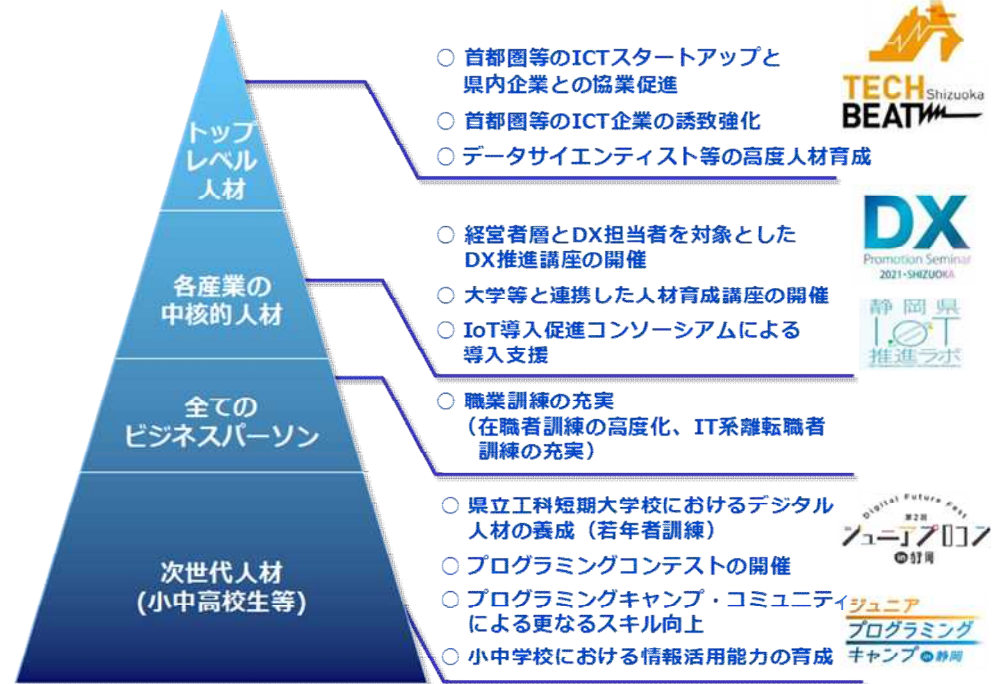 トップ
レベル
人材
○ 首都圏等のICTスタートアップと
県内企業との協業促進
○ 首都圏等のICT企業の誘致強化
○ データサイエンティスト等の高度人材育成
TECH Shizuoka
BEAT
各産業の
中核的人材
○ 経営者層とDX担当者を対象とした
DX推進講座の開催
○ 大学等と連携した人材育成講座の開催
○ IoT導入促進コンソーシアムによる
導入支援
DX
Promotion Seminar
2021・SHIZUOKA
静岡県
IOT
推進ラボ
全ての
ビジネスパーソン
○ 職業訓練の充実
（在職者訓練の高度化、IT系離転職者
訓練の充実）
次世代人材
(小中高校生等)
○ 県立工科短期大学校におけるデジタル
人材の養成（若年者訓練）
○ プログラミングコンテストの開催
○ プログラミングキャンプ・コミュニティ
による更なるスキル向上
○ 小中学校における情報活用能力の育成
Digital Future Fest
第2回
ジュニアプロコン
in 静岡
ジュニア
プログラミング
キャンプ in 静岡